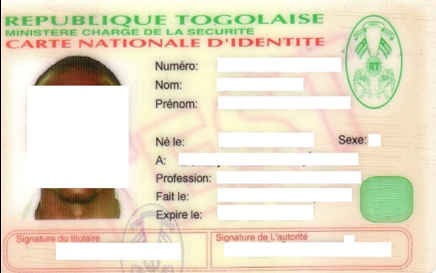 REPUBLIQUE TOGOLAISE
MINISTERE CHARGE DE LA SECURITE
CARTE NATIONALE D'IDENTITE
Numéro:
Nom:
Prénom:
RT
Né le: Sexe:
A:
Profession:
Fait le:
Expire le:
Signature du titulaire
Signature de L'autorité